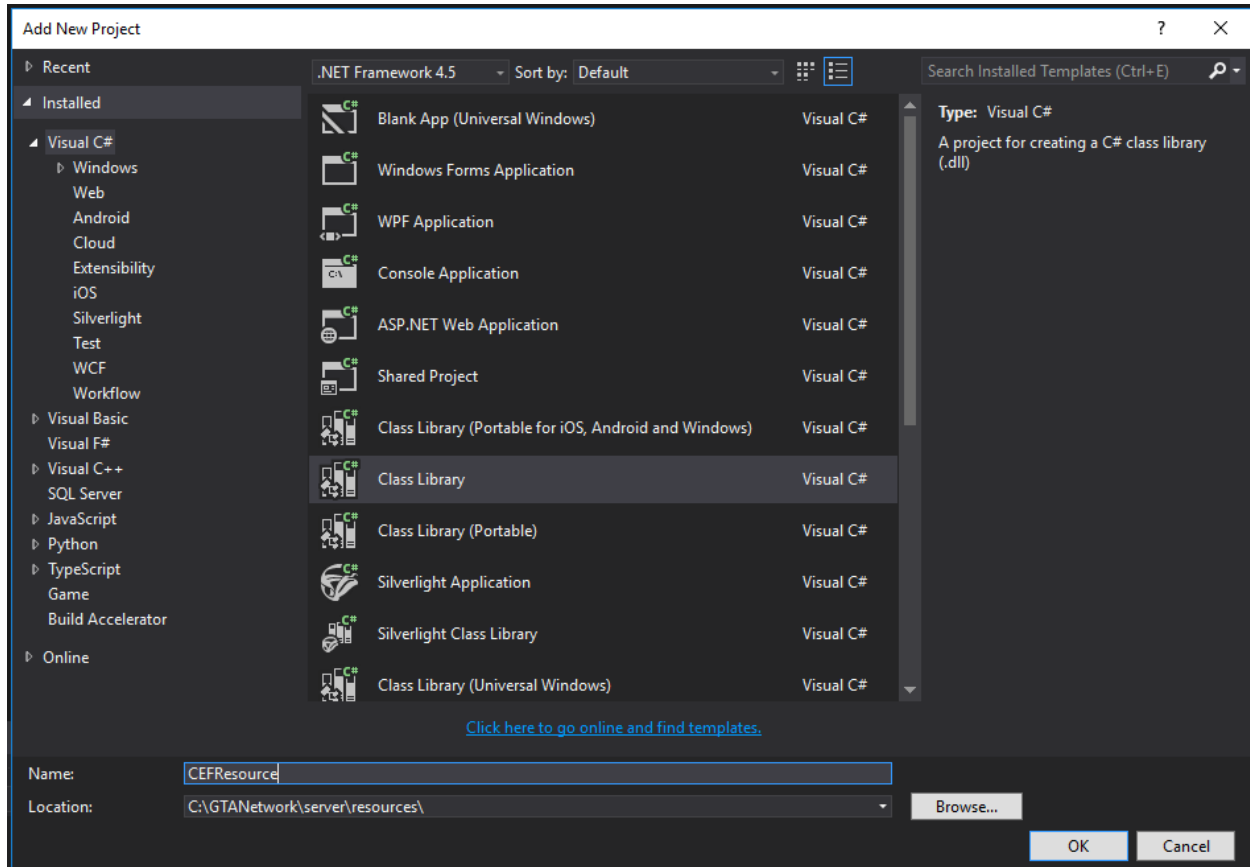 Add New Project
?
Recent
.NET Framework 4.5
Sort by: Default
Search Installed Templates (Ctrl+E)
Installed
Visual C#
Windows
Web
Android
Cloud
Extensibility
iOS
Silverlight
Test
WCF
Workflow
Visual Basic
Visual F#
Visual C++
SQL Server
JavaScript
Python
TypeScript
Game
Build Accelerator
Online
Blank App (Universal Windows) Visual C#
Windows Forms Application Visual C#
WPF Application Visual C#
Console Application Visual C#
ASP.NET Web Application Visual C#
Shared Project Visual C#
Class Library (Portable for iOS, Android and Windows) Visual C#
Class Library Visual C#
Class Library (Portable) Visual C#
Silverlight Application Visual C#
Silverlight Class Library Visual C#
Class Library (Universal Windows) Visual C#
Type: Visual C#
A project for creating a C# class library
(.dll)
Click here to go online and find templates.
Name: CEFResource
Location: C:\GTANetwork\server\resources\
Browse...
OK
Cancel